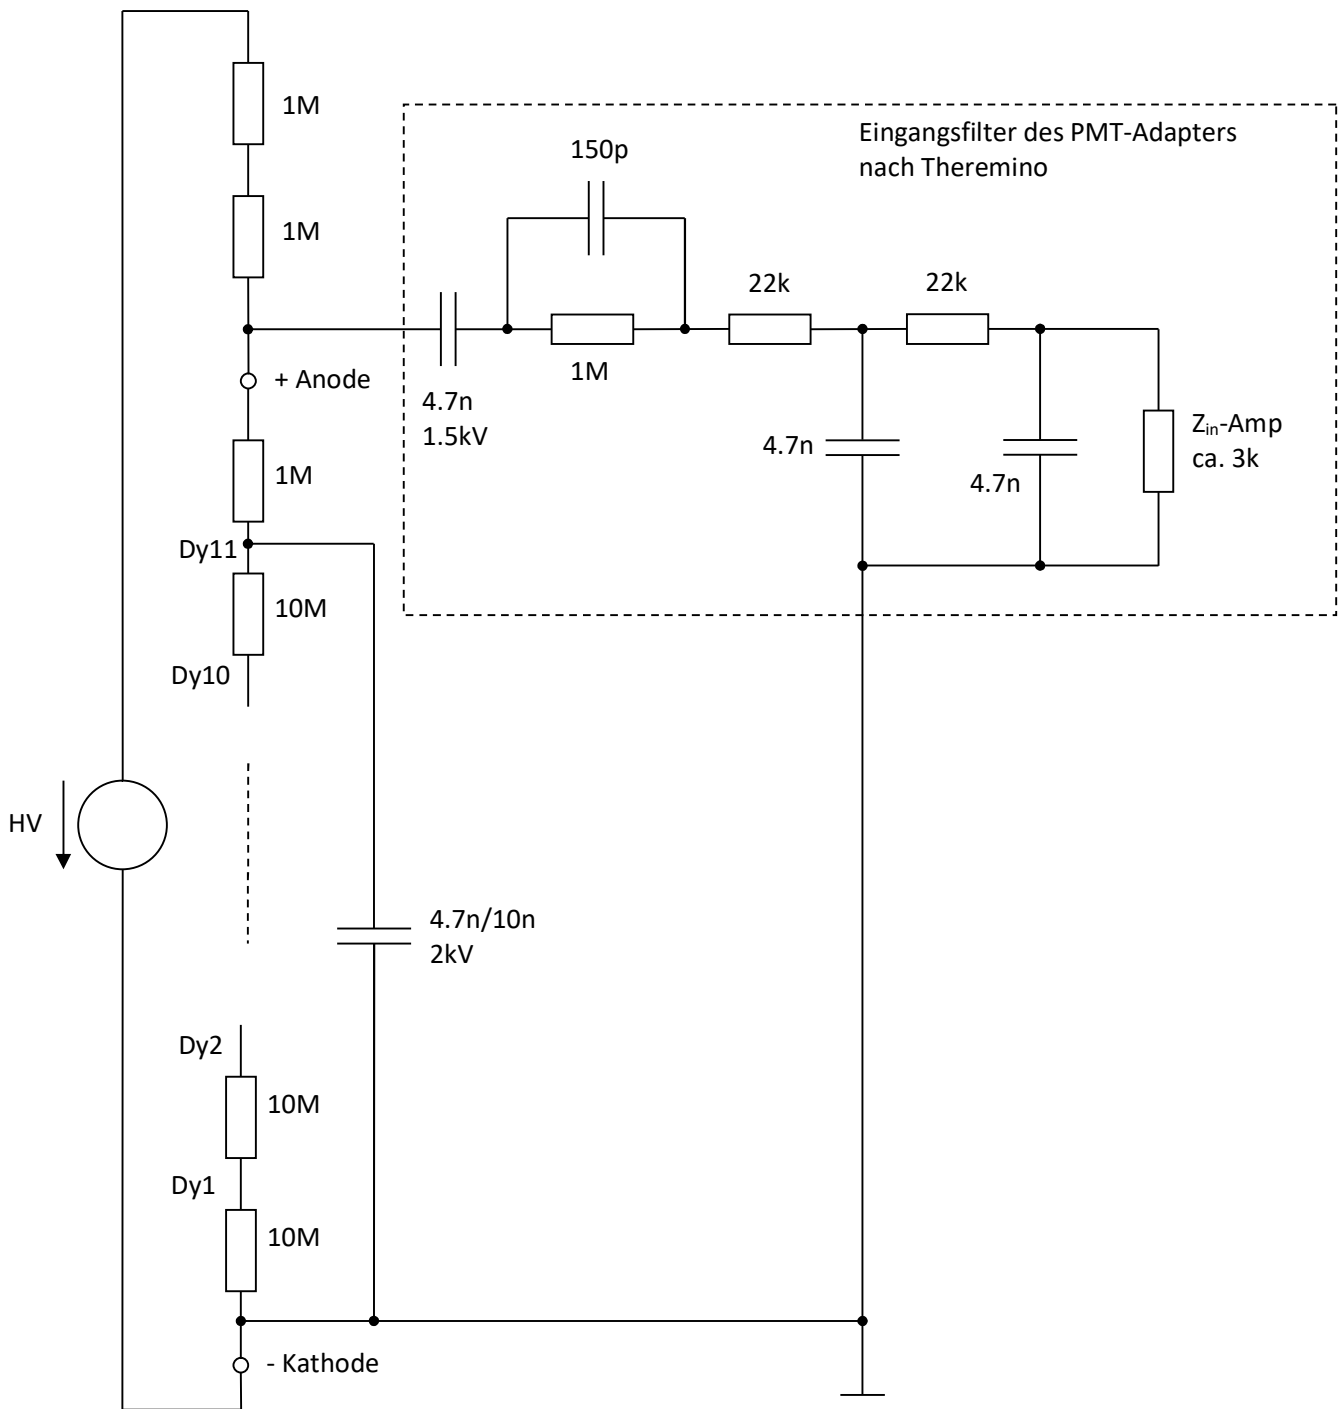 1M
Eingangsfilter des PMT-Adapters
nach Theremino
150p
1M
22k
22k
+ Anode
1M
4.7n
1.5kV
Zin-Amp
ca. 3k
4.7n
4.7n
1M
Dy11
10M
Dy10
HV
4.7n/10n
2kV
Dy2
10M
Dy1
10M
- Kathode